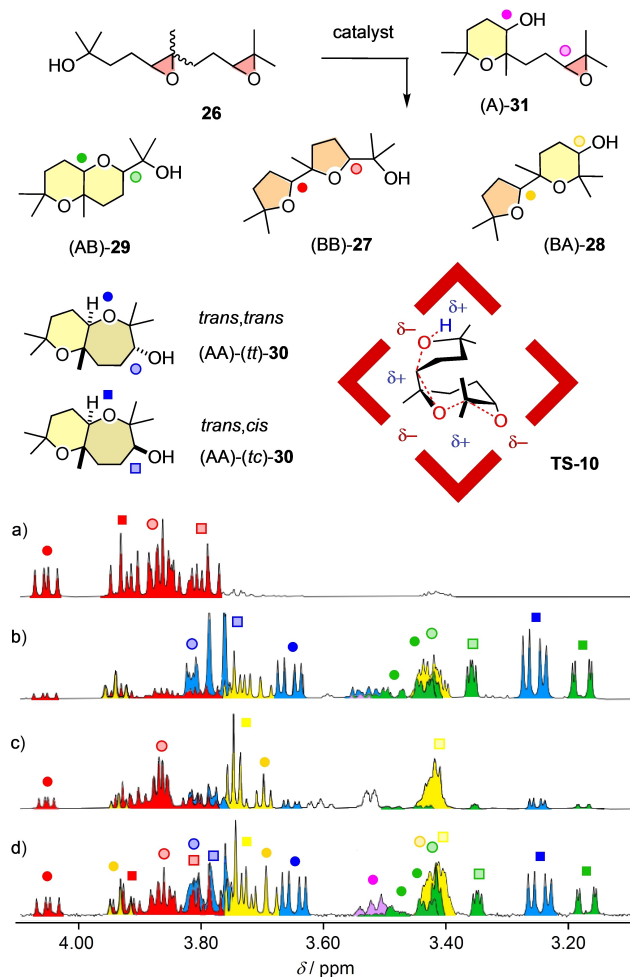 catalyst
HO
O
O
26
OH
O
O
(A)-31
O
O
OH
(AB)-29
O
O
OH
(BB)-27
O
O
OH
(BA)-28
H
O
O
OH
trans,trans
(AA)-(tt)-30
H
O
O
OH
trans,cis
(AA)-(tc)-30
δ+
H
δ−
O
δ+
O
O
δ−
δ+
δ−
TS-10
a)
b)
c)
d)
4.00
3.80
3.60
3.40
3.20
δ / ppm